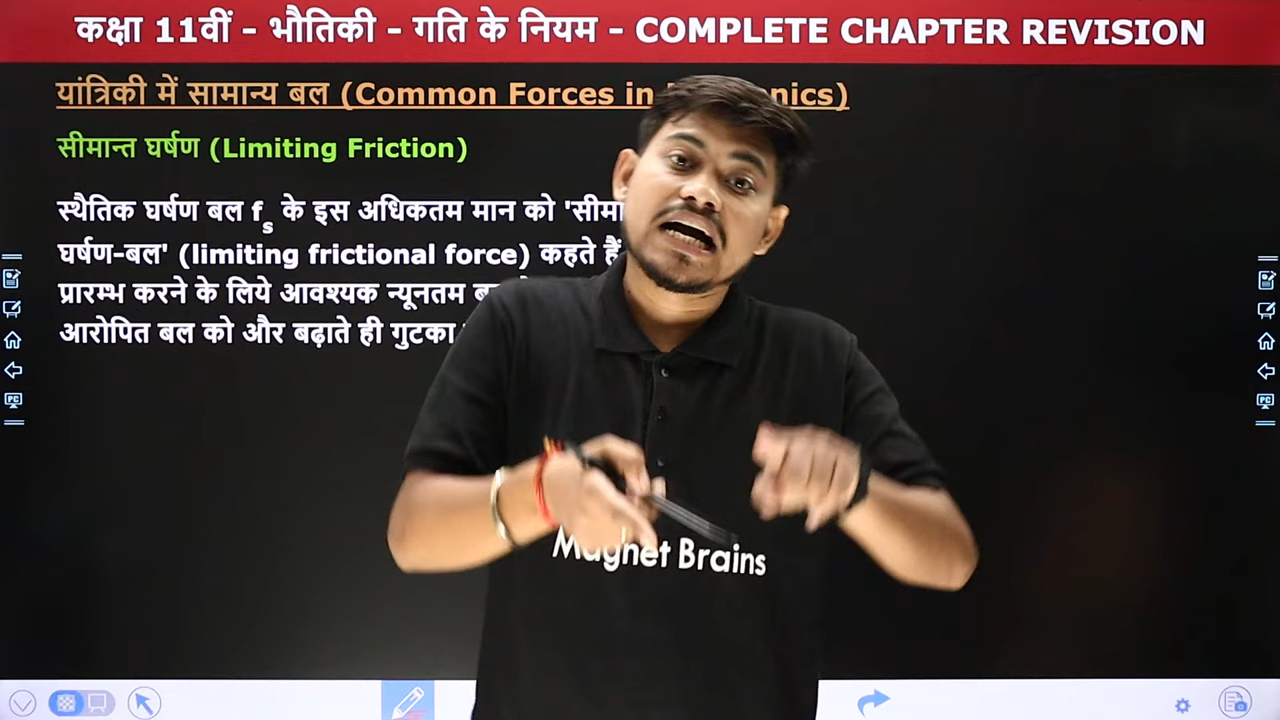 कक्षा 11वीं - भौतिकी - गति के नियम - COMPLETE CHAPTER REVISION
यांत्रिकी में सामान्य बल (Common Forces in
सीमान्त घर्षण (Limiting Friction)
स्थैतिक घर्षण बल fs के इस अधिकतम मान को
घर्षण-बल' (limiting frictional force) कहते हैं
प्रारम्भ करने के लिये आवश्यक न्यूनतम
आरोपित बल को और बढ़ाते ही गुटका
Magnet Brains
PC
PC